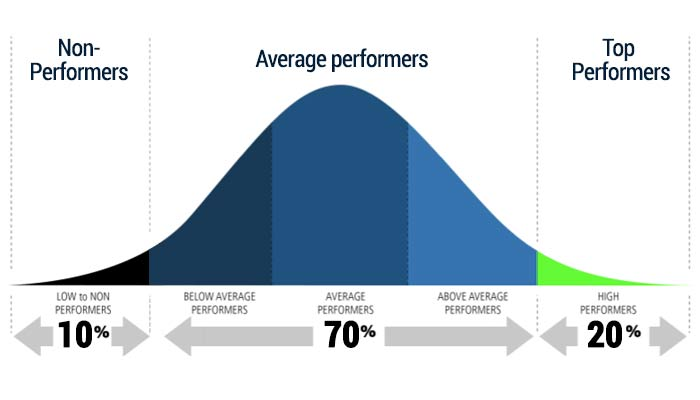 Non-
Performers
Average performers
Top
Performers
LOW to NON
PERFORMERS
BELOW AVERAGE
PERFORMERS
AVERAGE
PERFORMERS
ABOVE AVERAGE
PERFORMERS
HIGH
PERFORMERS
10%
70%
20%